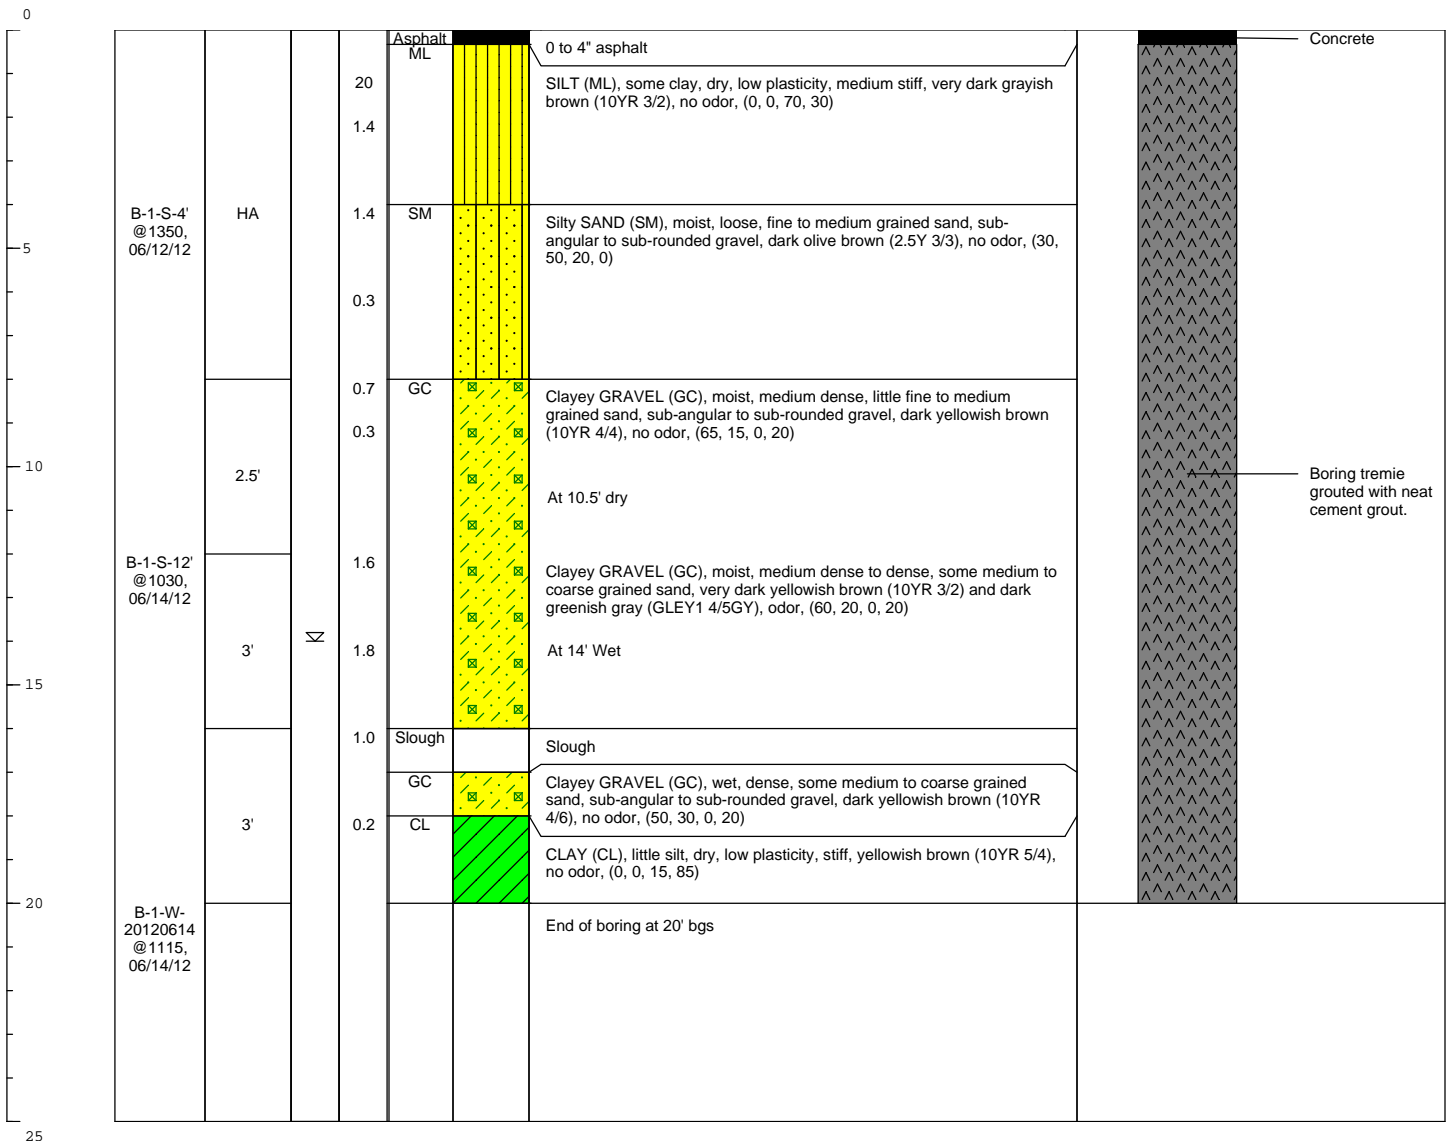 0
Asphalt
ML
0 to 4" asphalt
Concrete
20
1.4
SILT (ML), some clay, dry, low plasticity, medium stiff, very dark grayish
brown (10YR 3/2), no odor, (0, 0, 70, 30)
B-1-S-4'
@1350,
06/12/12
HA
1.4
SM
Silty SAND (SM), moist, loose, fine to medium grained sand, sub-
angular to sub-rounded gravel, dark olive brown (2.5Y 3/3), no odor, (30,
50, 20, 0)
5
0.3
0.7
GC
0.3
Clayey GRAVEL (GC), moist, medium dense, little fine to medium
grained sand, sub-angular to sub-rounded gravel, dark yellowish brown
(10YR 4/4), no odor, (65, 15, 0, 20)
10
2.5'
At 10.5' dry
Boring tremie
grouted with neat
cement grout.
B-1-S-12'
@1030,
06/14/12
1.6
Clayey GRAVEL (GC), moist, medium dense to dense, some medium to
coarse grained sand, very dark yellowish brown (10YR 3/2) and dark
greenish gray (GLEY1 4/5GY), odor, (60, 20, 0, 20)
3'
1.8
At 14' Wet
15
1.0
Slough
Slough
GC
Clayey GRAVEL (GC), wet, dense, some medium to coarse grained
sand, sub-angular to sub-rounded gravel, dark yellowish brown (10YR
4/6), no odor, (50, 30, 0, 20)
3'
0.2
CL
CLAY (CL), little silt, dry, low plasticity, stiff, yellowish brown (10YR 5/4),
no odor, (0, 0, 15, 85)
20
B-1-W-
20120614
@1115,
06/14/12
End of boring at 20' bgs
25